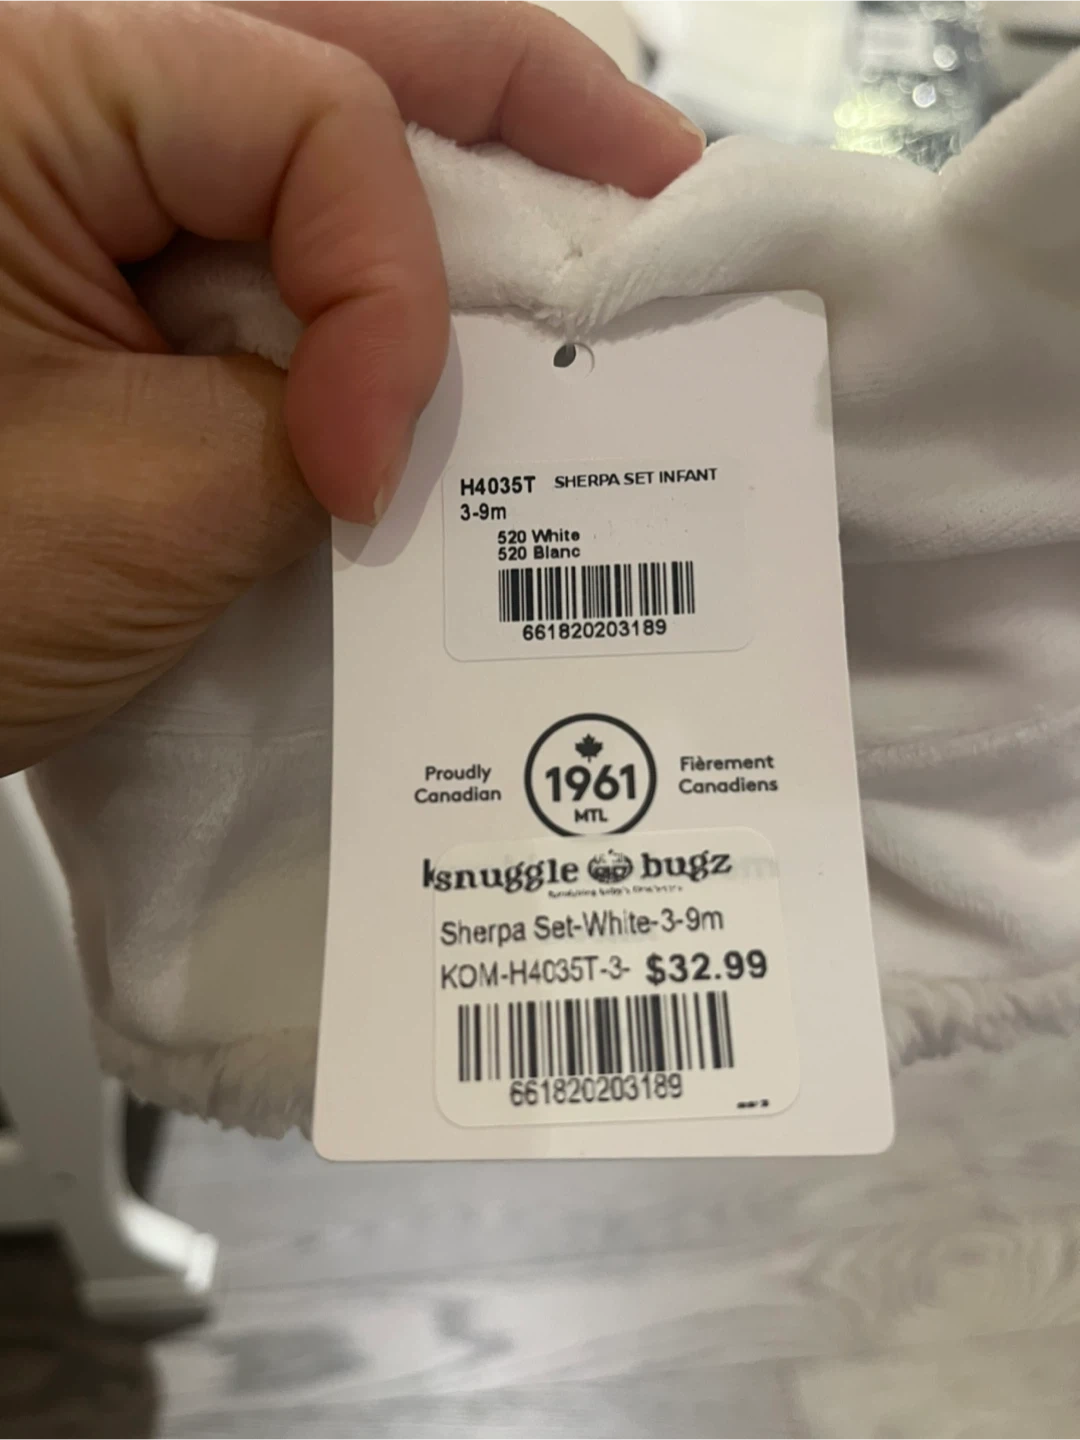 H4035T SHERPA SET INFANT
3-9m
520 White
520 Blanc
661820203189
Proudly
Canadian
1961
MTL
Fièrement
Canadiens
snuggle bugz
Sherpa Set-White-3-9m
KOM-H4035T-3- $32.99
661820203189